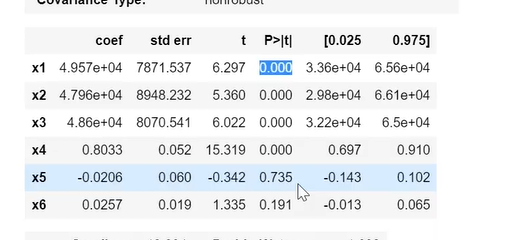 Covariance Type: nonrobust
coef std err t P>|t| [0.025 0.975]
x1 4.957e+04 7871.537 6.297 0.000 3.36e+04 6.56e+04
x2 4.796e+04 8948.232 5.360 0.000 2.98e+04 6.61e+04
x3 4.86e+04 8070.541 6.022 0.000 3.22e+04 6.5e+04
x4 0.8033 0.052 15.319 0.000 0.697 0.910
x5 -0.0206 0.060 -0.342 0.735 -0.143 0.102
x6 0.0257 0.019 1.335 0.191 -0.013 0.065